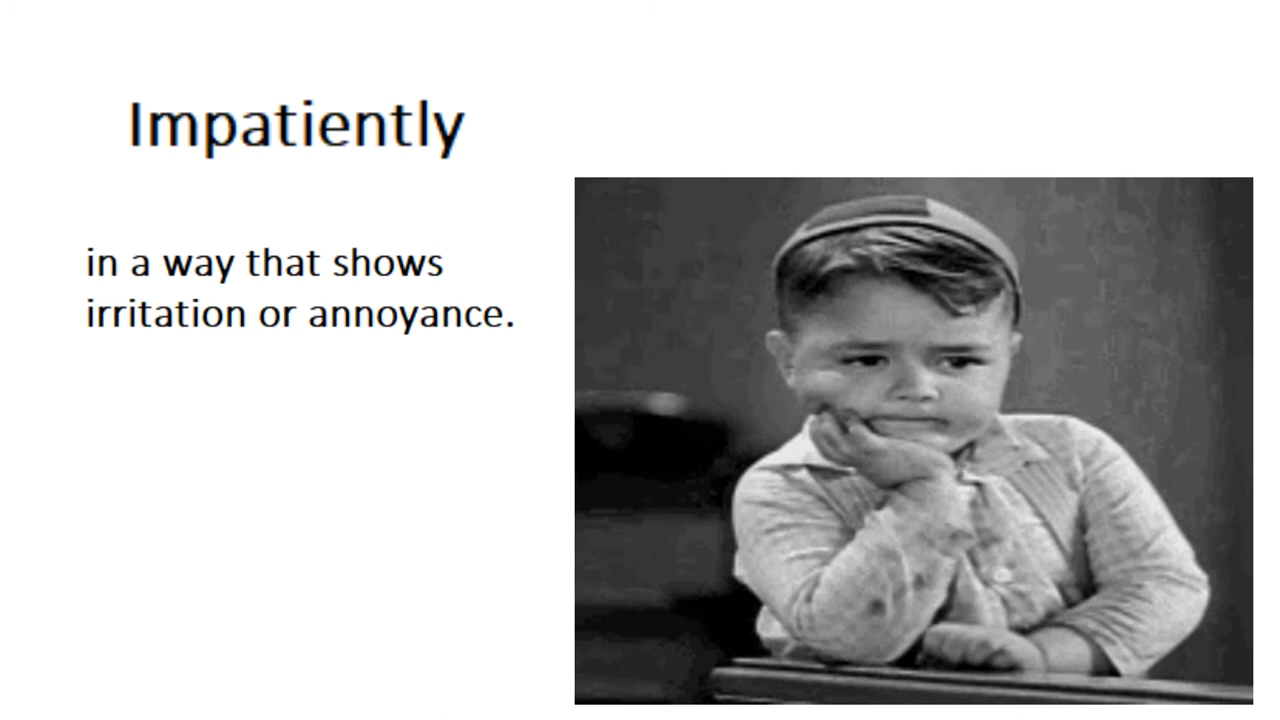 Impatiently
in a way that shows
irritation or annoyance.